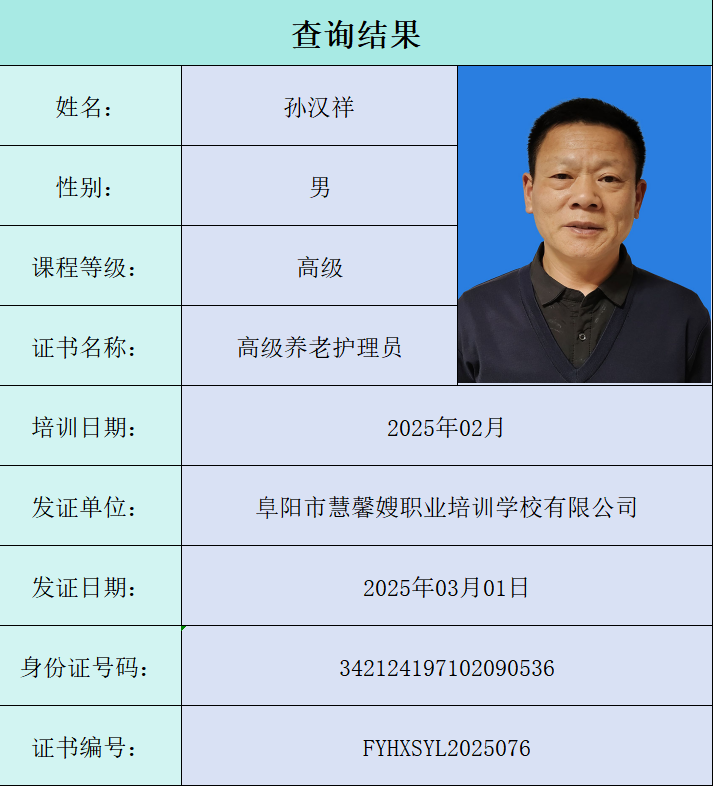 查询结果
姓名： 孙汉祥
性别： 男
课程等级： 高级
证书名称： 高级养老护理员
培训日期： 2025年02月
发证单位： 阜阳市慧馨嫂职业培训学校有限公司
发证日期： 2025年03月01日
身份证号码： 342124197102090536
证书编号： FYHXSYL2025076